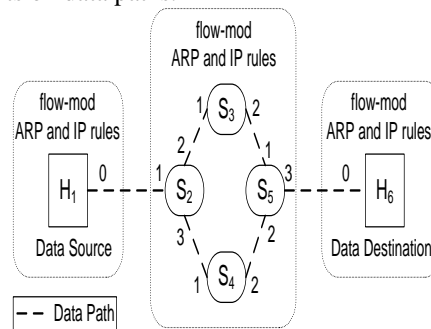 flow-mod
ARP and IP rules
flow-mod
ARP and IP rules
flow-mod
ARP and IP rules
H1
0
Data Source
1
S2
2
3
1
S3
2
1
S4
2
1
S5
2
3
0
H6
Data Destination
Data Path